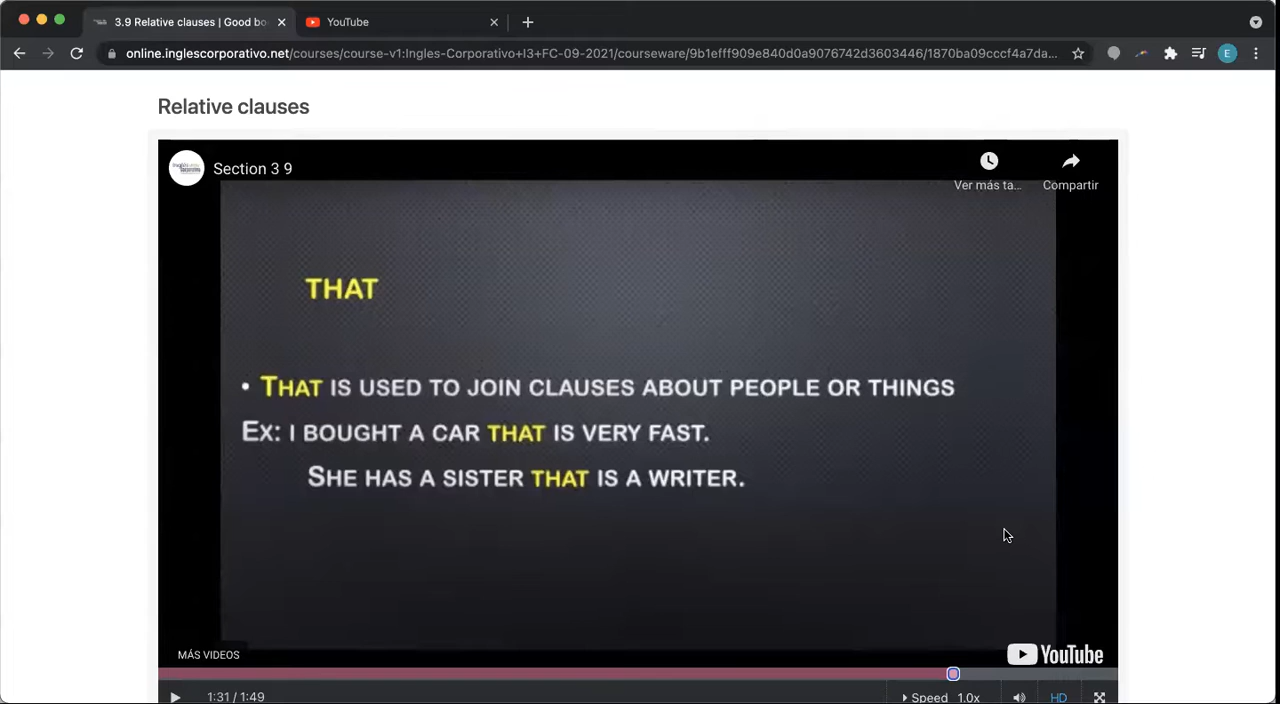 3.9 Relative clauses | Good bo
YouTube
online.inglescorporativo.net/courses/course-v1:Ingles-Corporativo+I3+FC-09-2021/courseware/9b1efff909e840d0a9076742d3603446/1870ba09cccf4a7da...
E
Relative clauses
Section 3 9
Ver más ta...
Compartir
THAT
• THAT IS USED TO JOIN CLAUSES ABOUT PEOPLE OR THINGS
EX: I BOUGHT A CAR THAT IS VERY FAST.
SHE HAS A SISTER THAT IS A WRITER.
MÁS VIDEOS
YouTube
1:31 / 1:49
Speed 1.0x
HD